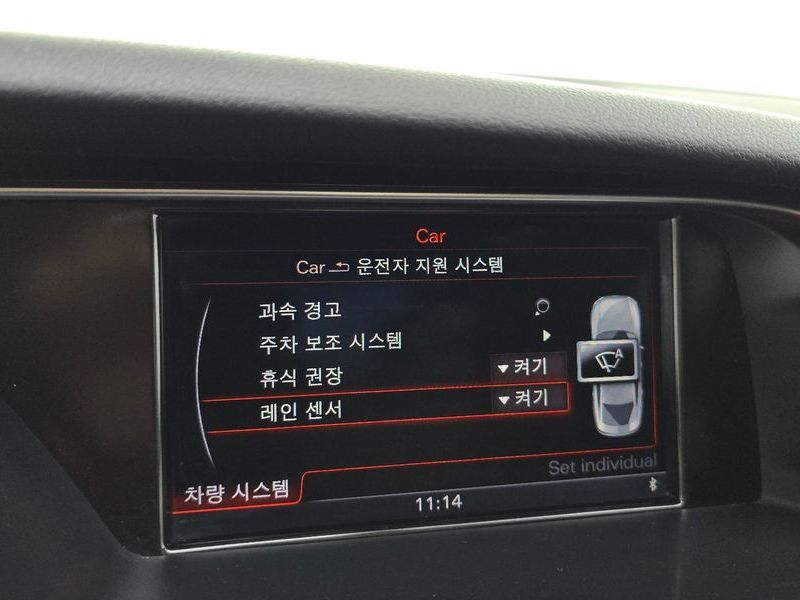 Car
Car 운전자 지원 시스템
과속 경고
주차 보조 시스템
휴식 권장 켜기
레인 센서 켜기
A
Set individual
차량 시스템
11:14